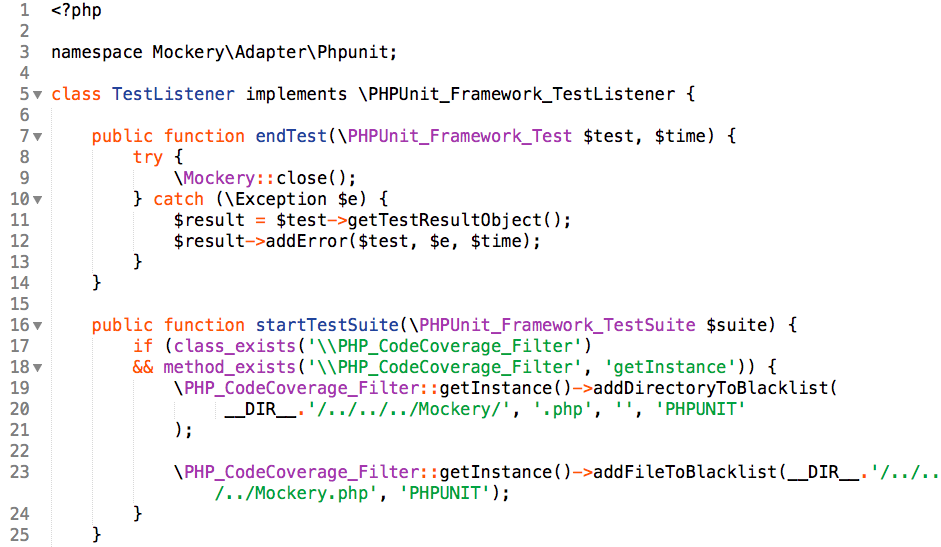 1 <?php
2
3 namespace Mockery\Adapter\Phpunit;
4
5 class TestListener implements \PHPUnit_Framework_TestListener {
6
7 public function endTest(\PHPUnit_Framework_Test $test, $time) {
8 try {
9 \Mockery::close();
10 } catch (\Exception $e) {
11 $result = $test->getTestResultObject();
12 $result->addError($test, $e, $time);
13 }
14 }
15
16 public function startTestSuite(\PHPUnit_Framework_TestSuite $suite) {
17 if (class_exists('\\PHP_CodeCoverage_Filter')
18 && method_exists('\\PHP_CodeCoverage_Filter', 'getInstance')) {
19 \PHP_CodeCoverage_Filter::getInstance()->addDirectoryToBlacklist(
20 __DIR__.'/../../../Mockery/', '.php', '', 'PHPUNIT'
21 );
22
23 \PHP_CodeCoverage_Filter::getInstance()->addFileToBlacklist(__DIR__.'/../..
/../Mockery.php', 'PHPUNIT');
24 }
25 }